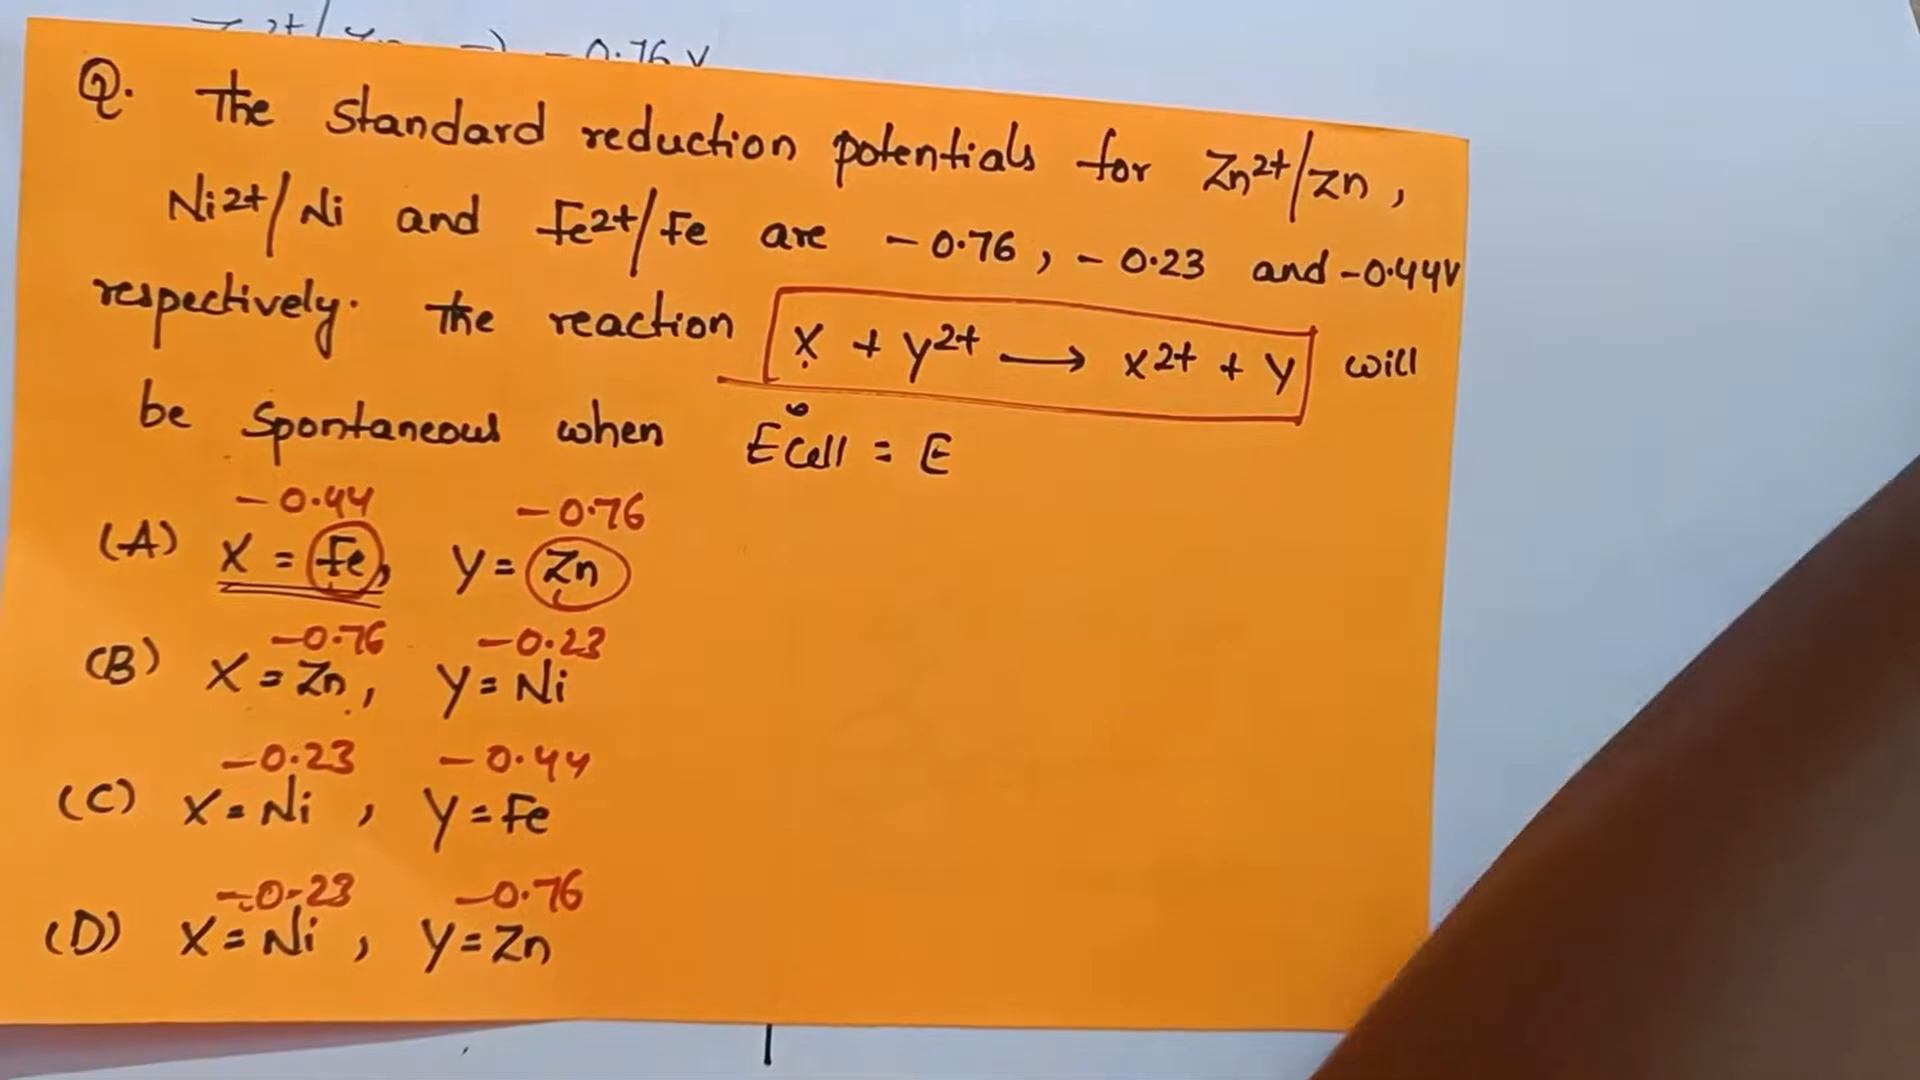 - 0.76 V
Q. The standard reduction potentials for Zn2+/Zn,
Ni2+/Ni and Fe2+/Fe are - 0.76, - 0.23 and -0.44V
respectively. The reaction X + Y2+ → X2+ + Y will
be spontaneous when E°cell = E
-0.44 -0.76
(A) X = Fe, Y = Zn
-0.76 -0.23
(B) X = Zn, Y = Ni
-0.23 -0.44
(C) X = Ni, Y = Fe
-0.23 -0.76
(D) X = Ni, Y = Zn